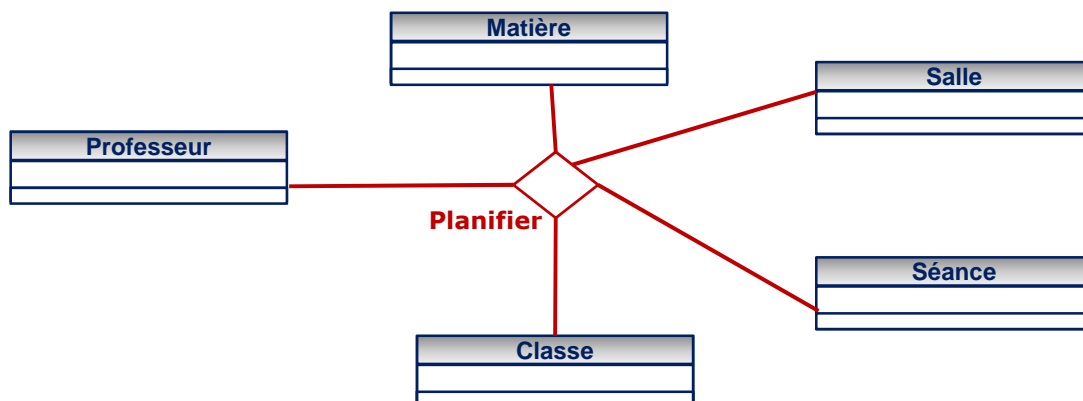 Matière
Salle
Professeur
Planifier
Séance
Classe